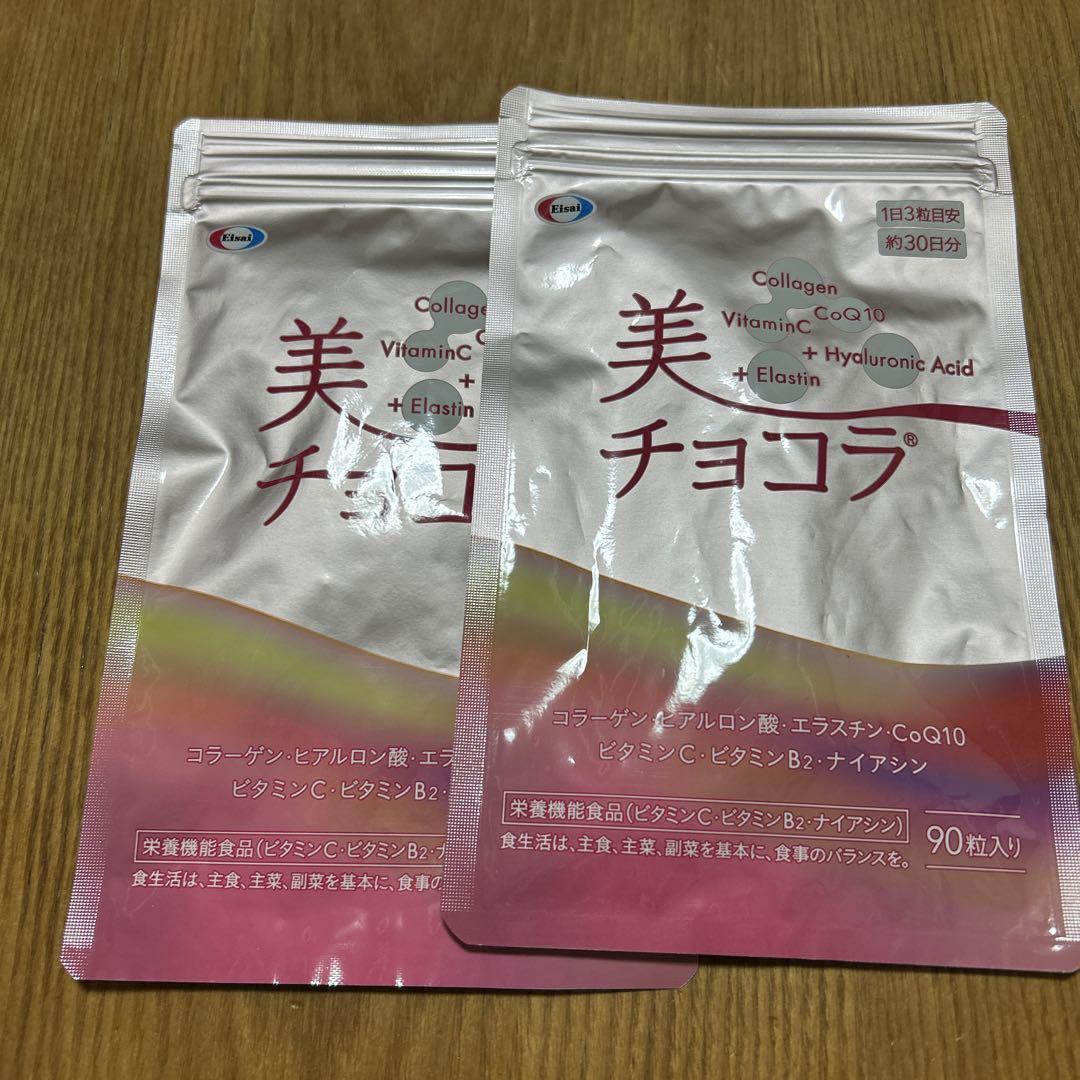 Eisai
Collage
VitaminC
+
+ Elastin
美
チョコ
コラーゲン・ヒアルロン酸・エラ
ビタミンC・ビタミンB2・
栄養機能食品(ビタミンC・ビタミンB2・
食生活は、主食、主菜、副菜を基本に、食事の
Eisai
1日3粒目安
約30日分
Collagen
CoQ10
VitaminC
+ Hyaluronic Acid
+ Elastin
美
チョコラ®
コラーゲン・ヒアルロン酸・エラスチン・CoQ10
ビタミンC・ビタミンB2・ナイアシン
栄養機能食品(ビタミンC・ビタミンB2・ナイアシン)
食生活は、主食、主菜、副菜を基本に、食事のバランスを。
90粒入り